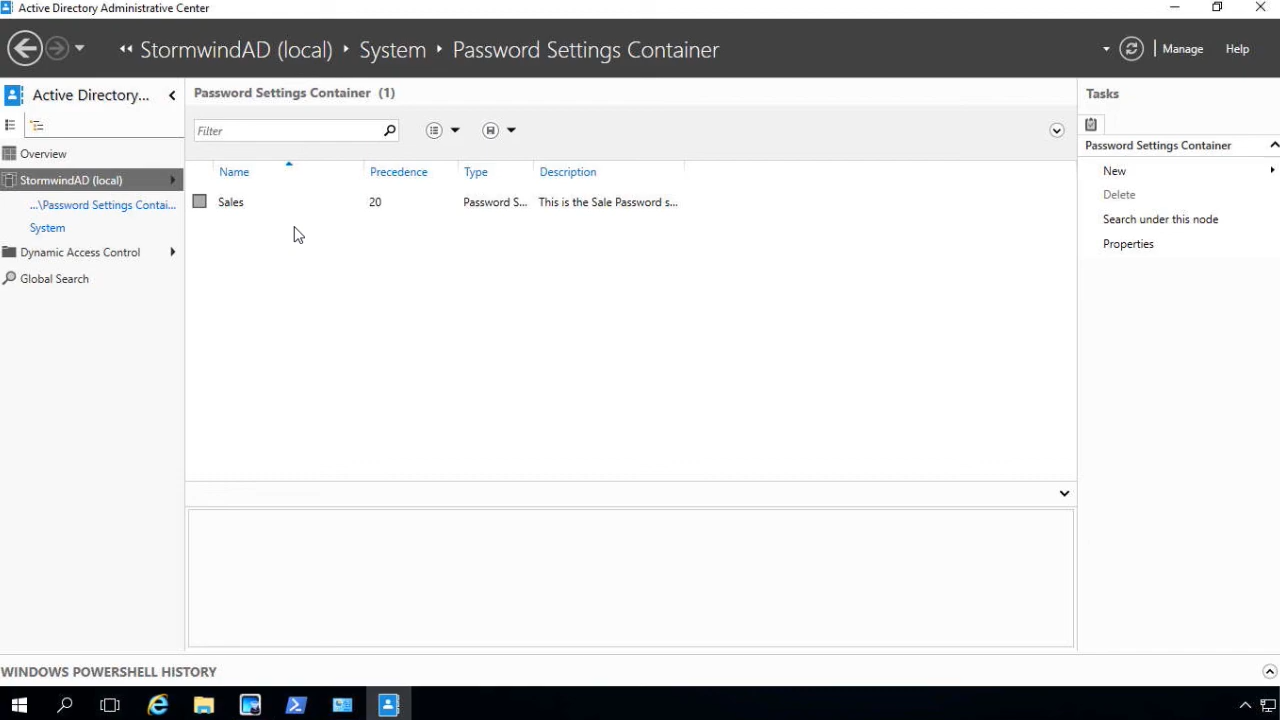 Active Directory Administrative Center
StormwindAD (local) System Password Settings Container
Manage
Help
Active Directory...
Overview
StormwindAD (local)
...\Password Settings Contai...
System
Dynamic Access Control
Global Search
Password Settings Container (1)
Filter
Name Precedence Type Description
Sales 20 Password S... This is the Sale Password s...
Tasks
Password Settings Container
New
Delete
Search under this node
Properties
WINDOWS POWERSHELL HISTORY